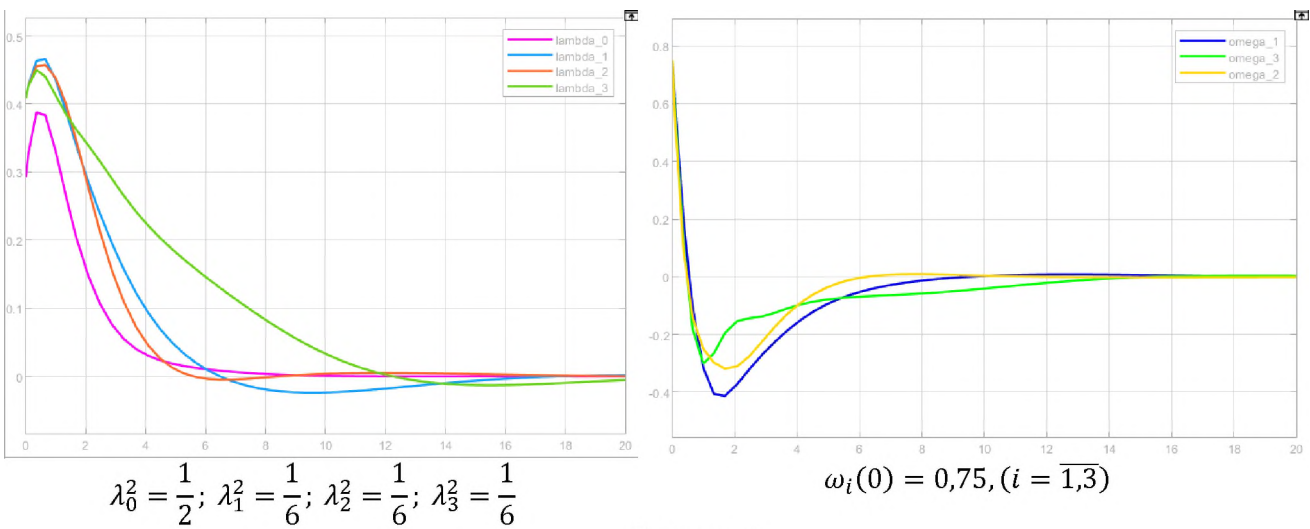 0.5
0.4
0.3
0.2
0.1
0
0 2 4 6 8 10 12 14 16 18 20
lambda_0
lambda_1
lambda_2
lambda_3
λ₀² = 1/2; λ₁² = 1/6; λ₂² = 1/6; λ₃² = 1/6
0.8
0.6
0.4
0.2
0
-0.2
-0.4
0 2 4 6 8 10 12 14 16 18 20
omega_1
omega_3
omega_2
ωᵢ(0) = 0,75, (i = 1,3)